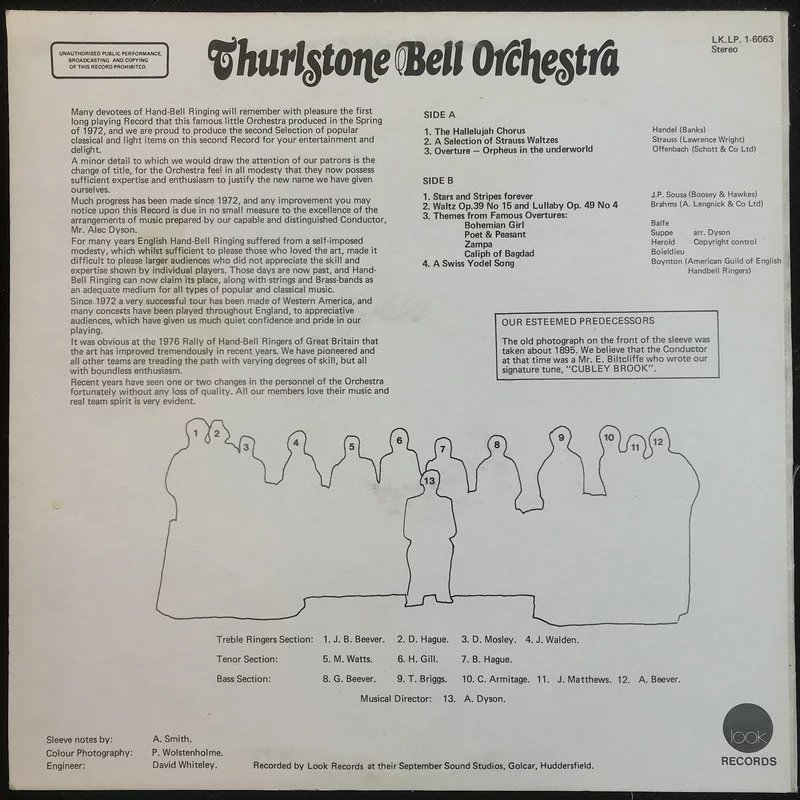 UNAUTHORISED PUBLIC PERFORMANCE,
BROADCASTING AND COPYING
OF THIS RECORD PROHIBITED.
Thurlstone Bell Orchestra
LK.LP. 1-6063
Stereo
Many devotees of Hand-Bell Ringing will remember with pleasure the first
long playing Record that this famous little Orchestra produced in the Spring
of 1972, and we are proud to produce the second Selection of popular
classical and light items on this second Record for your entertainment and
delight.
A minor detail to which we would draw the attention of our patrons is the
change of title, for the Orchestra feel in all modesty that they now possess
sufficient expertise and enthusiasm to justify the new name we have given
ourselves.
Much progress has been made since 1972, and any improvement you may
notice upon this Record is due in no small measure to the excellence of the
arrangements of music prepared by our capable and distinguished Conductor,
Mr. Alec Dyson.
For many years English Hand-Bell Ringing suffered from a self-imposed
modesty, which whilst sufficient to please those who loved the art, made it
difficult to please larger audiences who did not appreciate the skill and
expertise shown by individual players. Those days are now past, and Hand-
Bell Ringing can now claim its place, along with strings and Brass-bands as
an adequate medium for all types of popular and classical music.
Since 1972 a very successful tour has been made of Western America, and
many concerts have been played throughout England, to appreciative
audiences, which have given us much quiet confidence and pride in our
playing.
It was obvious at the 1976 Rally of Hand-Bell Ringers of Great Britain that
the art has improved tremendously in recent years. We have pioneered and
all other teams are treading the path with varying degrees of skill, but all
with boundless enthusiasm.
Recent years have seen one or two changes in the personnel of the Orchestra
fortunately without any loss of quality. All our members love their music and
real team spirit is very evident.
SIDE A
1. The Hallelujah Chorus Handel (Banks)
2. A Selection of Strauss Waltzes Strauss (Lawrence Wright)
3. Overture — Orpheus in the underworld Offenbach (Schott & Co Ltd)
SIDE B
1. Stars and Stripes forever J.P. Sousa (Boosey & Hawkes)
2. Waltz Op.39 No 15 and Lullaby Op. 49 No 4 Brahms (A. Lengnick & Co Ltd)
3. Themes from Famous Overtures:
Bohemian Girl Balfe
Poet & Peasant Suppe arr. Dyson
Zampa Herold Copyright control
Caliph of Bagdad Boieldieu
4. A Swiss Yodel Song Boynton (American Guild of English
Handbell Ringers)
OUR ESTEEMED PREDECESSORS
The old photograph on the front of the sleeve was
taken about 1895. We believe that the Conductor
at that time was a Mr. E. Biltcliffe who wrote our
signature tune, "CUBLEY BROOK".
1 2 3 4 5 6 7 8 9 10 11 12
13
Treble Ringers Section: 1. J. B. Beever. 2. D. Hague. 3. D. Mosley. 4. J. Walden.
Tenor Section: 5. M. Watts. 6. H. Gill. 7. B. Hague.
Bass Section: 8. G. Beever. 9. T. Briggs. 10. C. Armitage. 11. J. Matthews. 12. A. Beever.
Musical Director: 13. A. Dyson.
Sleeve notes by: A. Smith.
Colour Photography: P. Wolstenholme.
Engineer: David Whiteley.
Recorded by Look Records at their September Sound Studios, Golcar, Huddersfield.
look
RECORDS